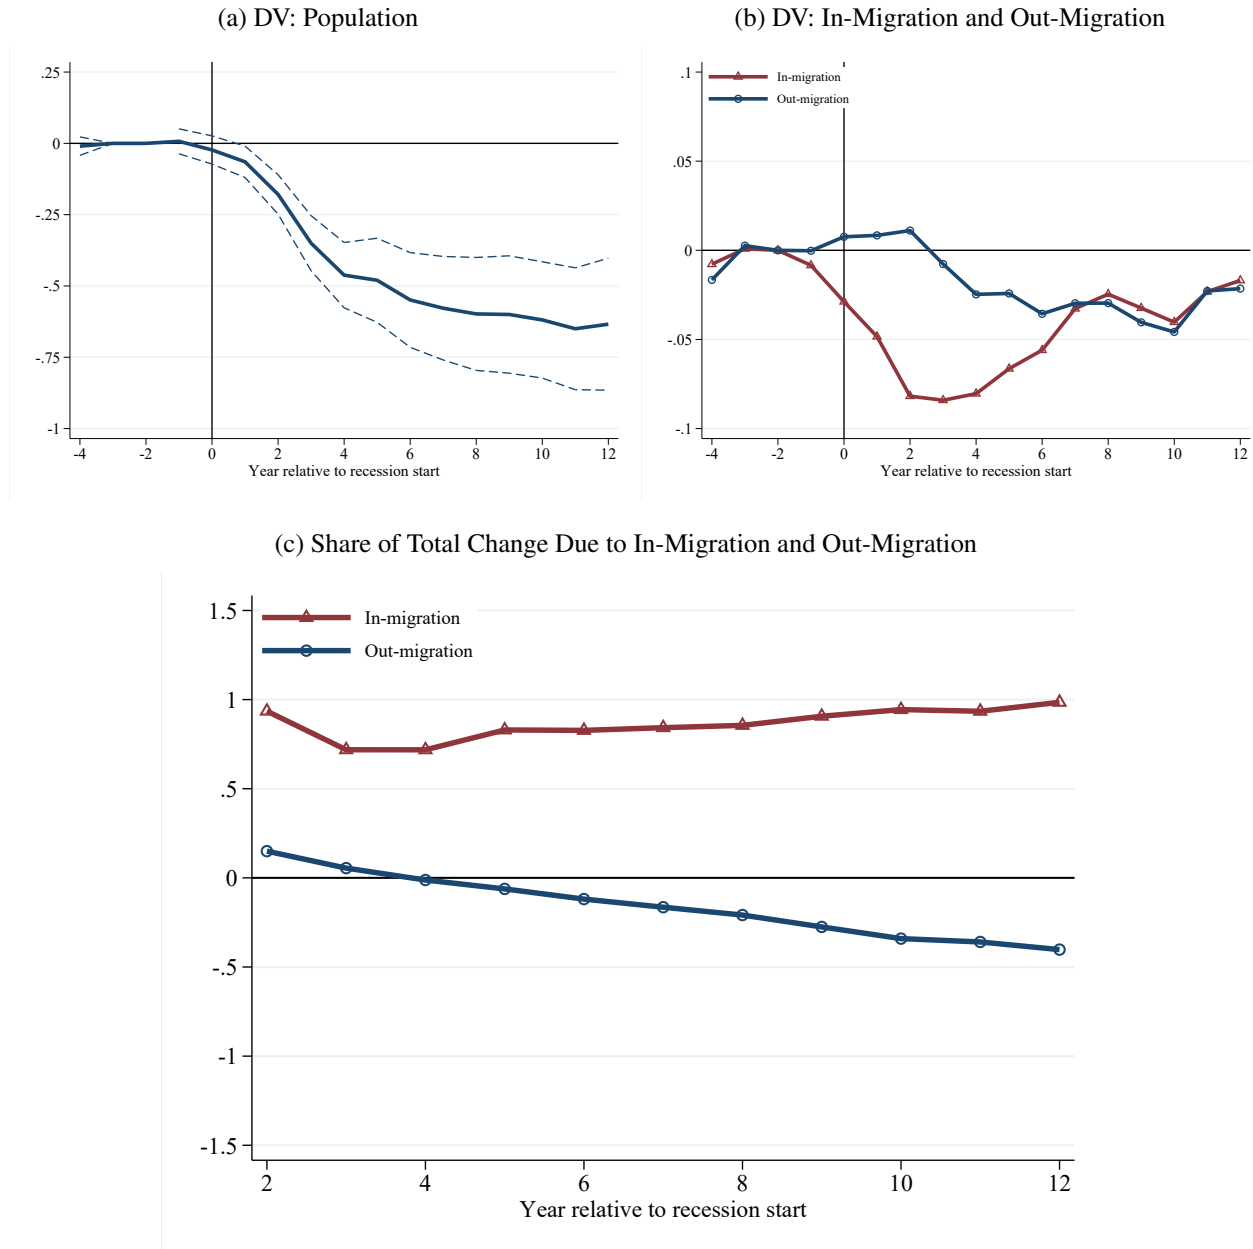 (a) DV: Population
.25
0
-.25
-.5
-.75
-1
-4 -2 0 2 4 6 8 10 12
Year relative to recession start
(b) DV: In-Migration and Out-Migration
In-migration
Out-migration
.1
.05
0
-.05
-.1
-4 -2 0 2 4 6 8 10 12
Year relative to recession start
(c) Share of Total Change Due to In-Migration and Out-Migration
In-migration
Out-migration
1.5
1
.5
0
-.5
-1
-1.5
2 4 6 8 10 12
Year relative to recession start